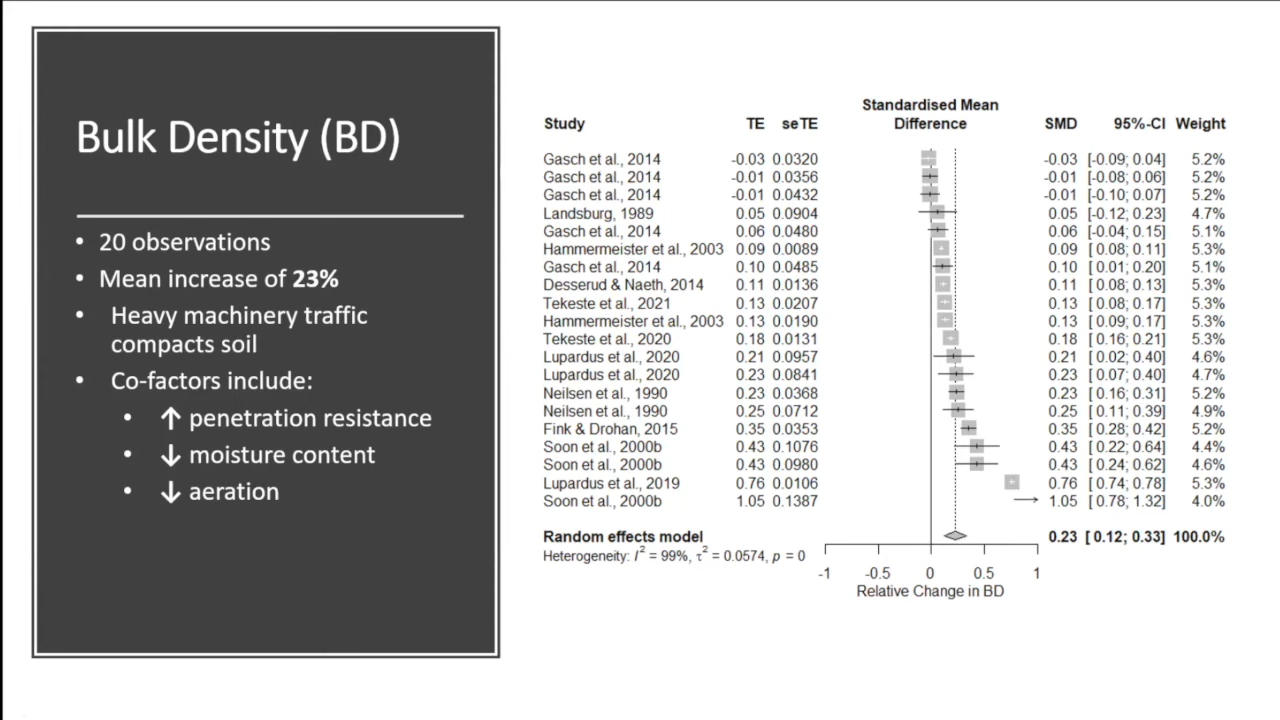 Bulk Density (BD)
• 20 observations
• Mean increase of 23%
• Heavy machinery traffic
compacts soil
• Co-factors include:
• ↑ penetration resistance
• ↓ moisture content
• ↓ aeration
Standardised Mean
Study TE seTE Difference SMD 95%-CI Weight
Gasch et al., 2014 -0.03 0.0320 -0.03 [-0.09; 0.04] 5.2%
Gasch et al., 2014 -0.01 0.0356 -0.01 [-0.08; 0.06] 5.2%
Gasch et al., 2014 -0.01 0.0432 -0.01 [-0.10; 0.07] 5.2%
Landsburg, 1989 0.05 0.0904 0.05 [-0.12; 0.23] 4.7%
Gasch et al., 2014 0.06 0.0480 0.06 [-0.04; 0.15] 5.1%
Hammermeister et al., 2003 0.09 0.0089 0.09 [0.08; 0.11] 5.3%
Gasch et al., 2014 0.10 0.0485 0.10 [0.01; 0.20] 5.1%
Desserud & Naeth, 2014 0.11 0.0136 0.11 [0.08; 0.13] 5.3%
Tekeste et al., 2021 0.13 0.0207 0.13 [0.08; 0.17] 5.3%
Hammermeister et al., 2003 0.13 0.0190 0.13 [0.09; 0.17] 5.3%
Tekeste et al., 2020 0.18 0.0131 0.18 [0.16; 0.21] 5.3%
Lupardus et al., 2020 0.21 0.0957 0.21 [0.02; 0.40] 4.6%
Lupardus et al., 2020 0.23 0.0841 0.23 [0.07; 0.40] 4.7%
Neilsen et al., 1990 0.23 0.0368 0.23 [0.16; 0.31] 5.2%
Neilsen et al., 1990 0.25 0.0712 0.25 [0.11; 0.39] 4.9%
Fink & Drohan, 2015 0.35 0.0353 0.35 [0.28; 0.42] 5.2%
Soon et al., 2000b 0.43 0.1076 0.43 [0.22; 0.64] 4.4%
Soon et al., 2000b 0.43 0.0980 0.43 [0.24; 0.62] 4.6%
Lupardus et al., 2019 0.76 0.0106 0.76 [0.74; 0.78] 5.3%
Soon et al., 2000b 1.05 0.1387 1.05 [0.78; 1.32] 4.0%
Random effects model 0.23 [0.12; 0.33] 100.0%
Heterogeneity: I² = 99%, τ² = 0.0574, p = 0
-1 -0.5 0 0.5 1
Relative Change in BD